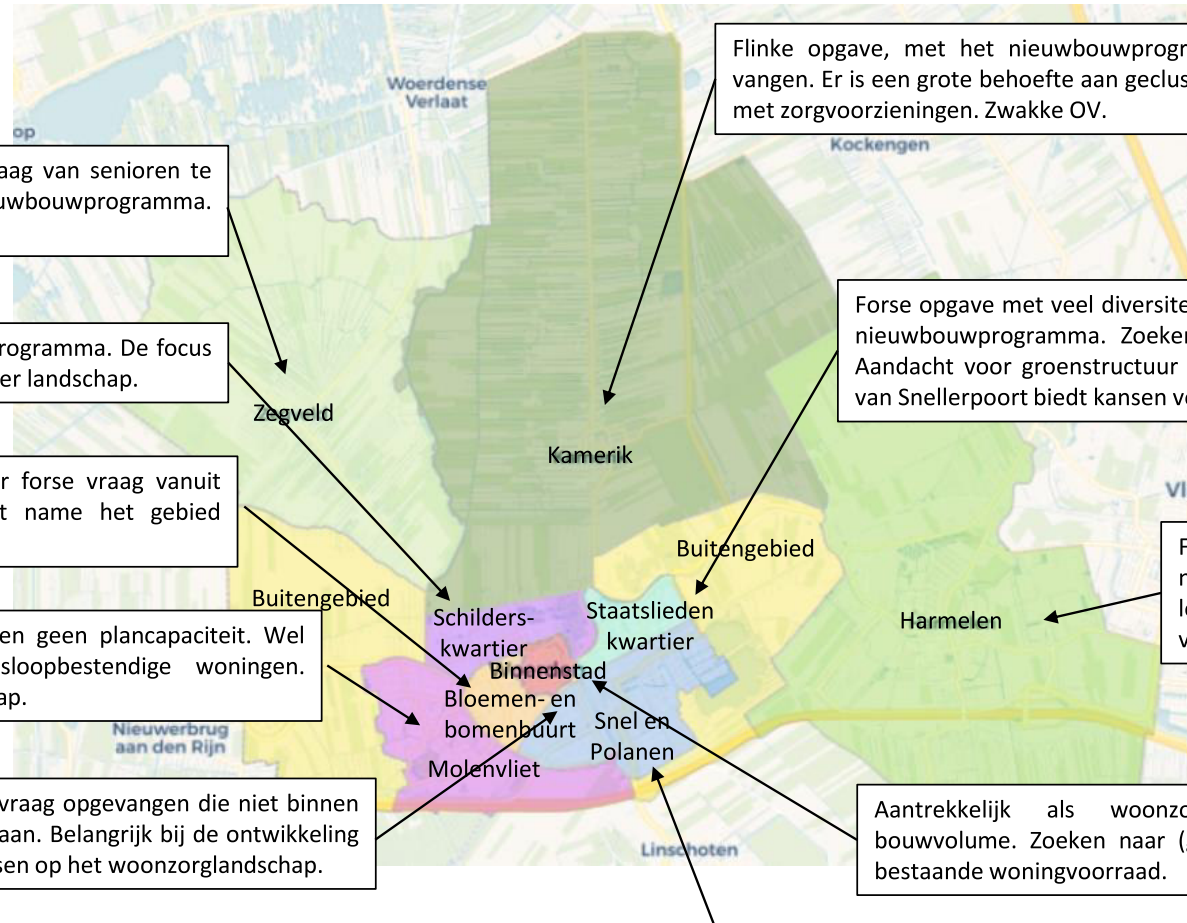 Flinke opgave, met het nieuwbouwprogr
vangen. Er is een grote behoefte aan geclus
met zorgvoorzieningen. Zwakke OV.
Woerdense
Verlaat
op
Kockengen
aag van senioren te
uwbouwprogramma.
Forse opgave met veel diversite
nieuwbouwprogramma. Zoeken
Aandacht voor groenstructuur
van Snellerpoort biedt kansen v
rogramma. De focus
er landschap.
Zegveld
Kamerik
r forse vraag vanuit
t name het gebied
Vl
Buitengebied
Buitengebied
F
n
le
v
Harmelen
Schilders-
kwartier
Staatslieden
kwartier
en geen plancapaciteit. Wel
sloopbestendige woningen.
ap.
Binnenstad
Bloemen- en
bomenbuurt
Snel en
Polanen
Nieuwerbrug
aan den Rijn
Molenvliet
vraag opgevangen die niet binnen
aan. Belangrijk bij de ontwikkeling
sen op het woonzorglandschap.
Aantrekkelijk als woonzo
bouwvolume. Zoeken naar (
bestaande woningvoorraad.
Linschoten